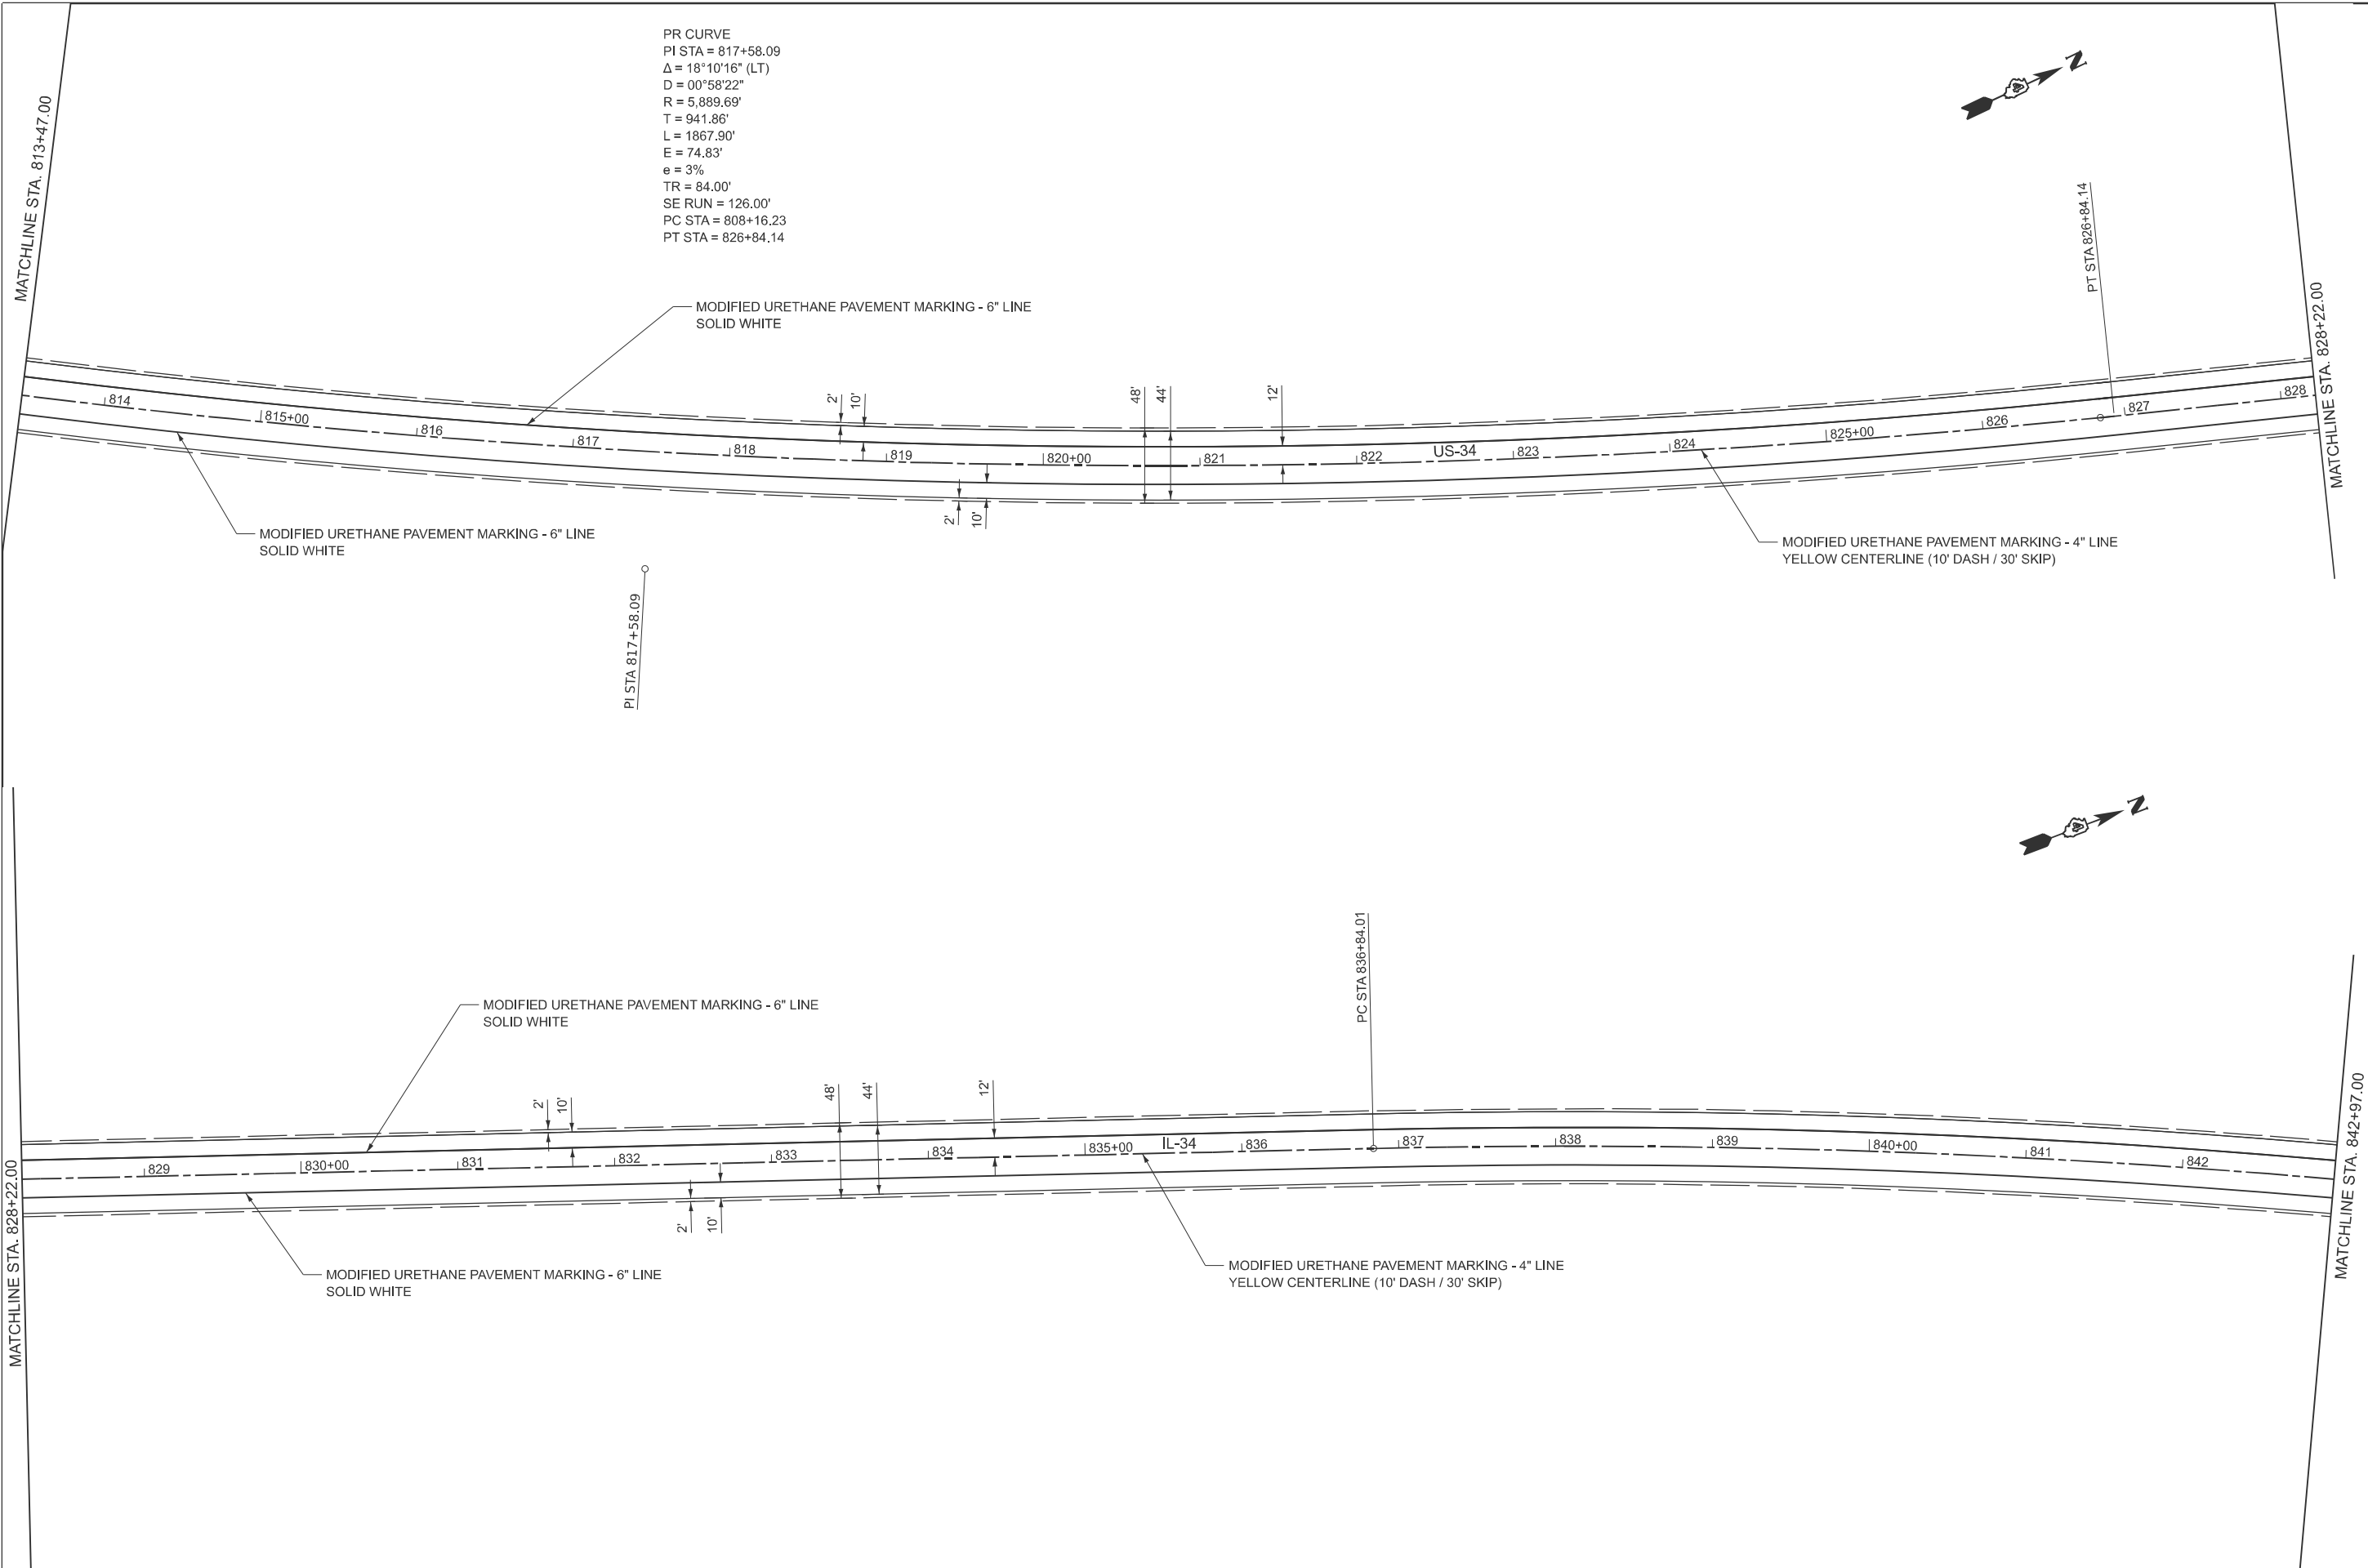 PR CURVE
PI STA = 817+58.09
Δ = 18°10'16" (LT)
D = 00°58'22"
R = 5,889.69'
T = 941.86'
L = 1867.90'
E = 74.83'
e = 3%
TR = 84.00'
SE RUN = 126.00'
PC STA = 808+16.23
PT STA = 826+84.14
N
MATCHLINE STA. 813+47.00
PT STA 826+84.14
MATCHLINE STA. 828+22.00
MODIFIED URETHANE PAVEMENT MARKING - 6" LINE
SOLID WHITE
2'
10'
48'
44'
12'
814
815+00
816
817
818
819
820+00
821
822
US-34
823
824
825+00
826
827
828
2'
10'
MODIFIED URETHANE PAVEMENT MARKING - 6" LINE
SOLID WHITE
MODIFIED URETHANE PAVEMENT MARKING - 4" LINE
YELLOW CENTERLINE (10' DASH / 30' SKIP)
PI STA 817+58.09
N
PC STA 836+84.01
MODIFIED URETHANE PAVEMENT MARKING - 6" LINE
SOLID WHITE
2'
10'
48'
44'
12'
MATCHLINE STA. 828+22.00
829
830+00
831
832
833
834
835+00
IL-34
836
837
838
839
840+00
841
842
MATCHLINE STA. 842+97.00
2'
10'
MODIFIED URETHANE PAVEMENT MARKING - 6" LINE
SOLID WHITE
MODIFIED URETHANE PAVEMENT MARKING - 4" LINE
YELLOW CENTERLINE (10' DASH / 30' SKIP)